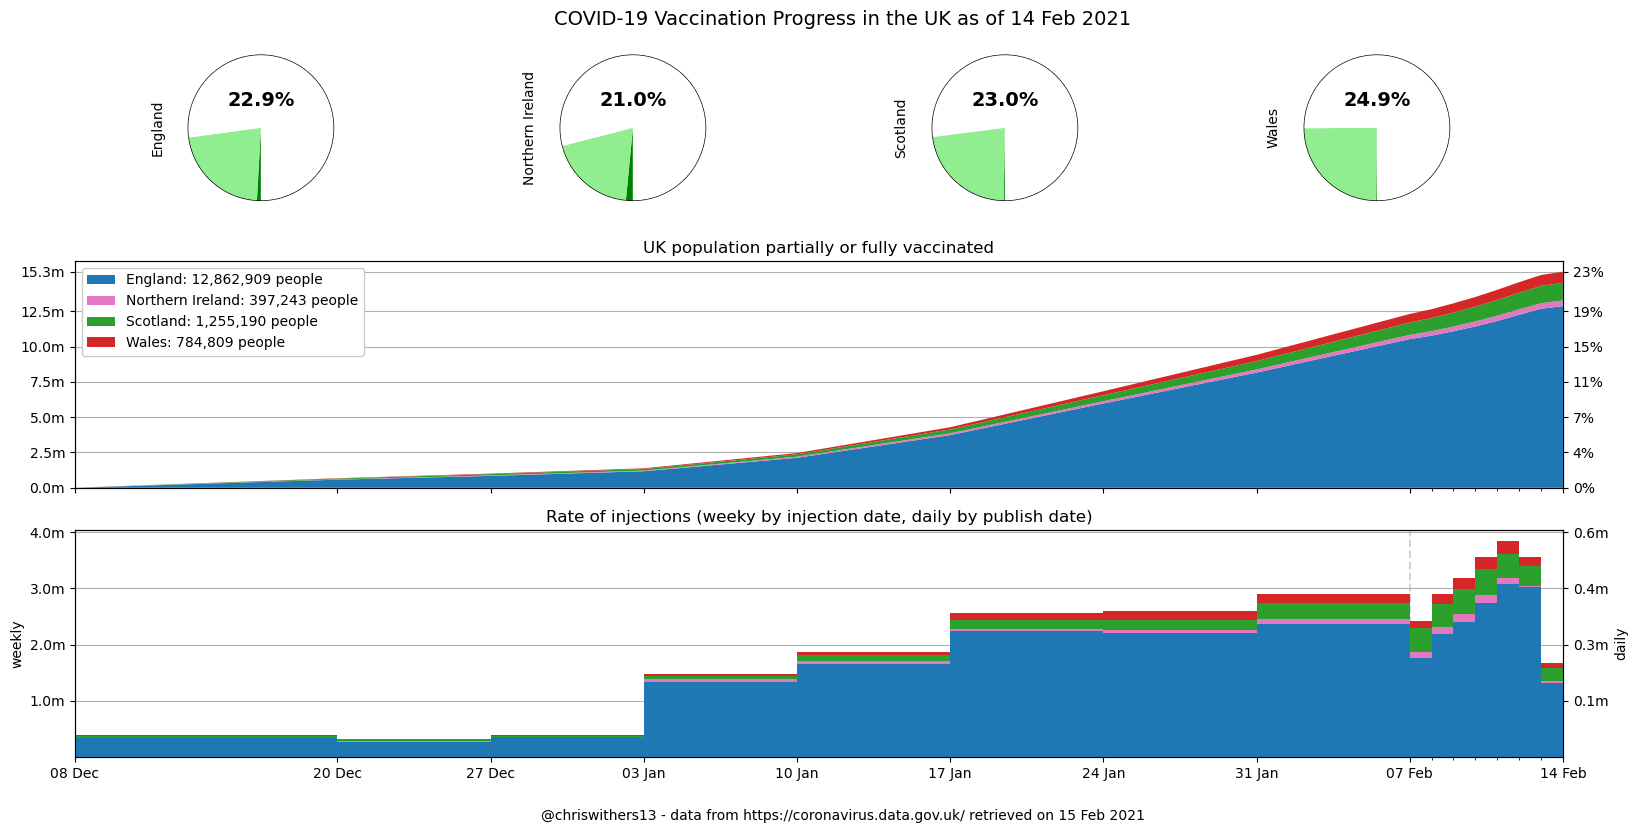 COVID-19 Vaccination Progress in the UK as of 14 Feb 2021
England
22.9%
Northern Ireland
21.0%
Scotland
23.0%
Wales
24.9%
UK population partially or fully vaccinated
15.3m
12.5m
10.0m
7.5m
5.0m
2.5m
0.0m
England: 12,862,909 people
Northern Ireland: 397,243 people
Scotland: 1,255,190 people
Wales: 784,809 people
23%
19%
15%
11%
7%
4%
0%
Rate of injections (weeky by injection date, daily by publish date)
weekly
4.0m
3.0m
2.0m
1.0m
0.6m
0.4m
0.3m
0.1m
daily
08 Dec
20 Dec
27 Dec
03 Jan
10 Jan
17 Jan
24 Jan
31 Jan
07 Feb
14 Feb
@chriswithers13 - data from https://coronavirus.data.gov.uk/ retrieved on 15 Feb 2021